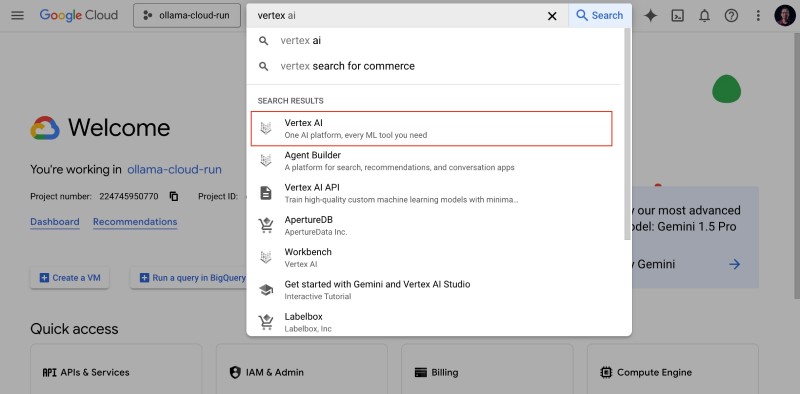 Google Cloud
ollama-cloud-run
vertex ai
Search
vertex ai
vertex search for commerce
SEARCH RESULTS
Vertex AI
One AI platform, every ML tool you need
Agent Builder
A platform for search, recommendations, and conversation apps
Vertex AI API
Train high-quality custom machine learning models with minima...
ApertureDB
ApertureData Inc.
Workbench
Vertex AI
Get started with Gemini and Vertex AI Studio
Interactive Tutorial
Labelbox
Labelbox, Inc
Welcome
You're working in ollama-cloud-run
Project number: 224745950770
Project ID:
Dashboard
Recommendations
Create a VM
Run a query in BigQuery
our most advanced
del: Gemini 1.5 Pro
Gemini
Quick access
API APIs & Services
IAM & Admin
Billing
Compute Engine